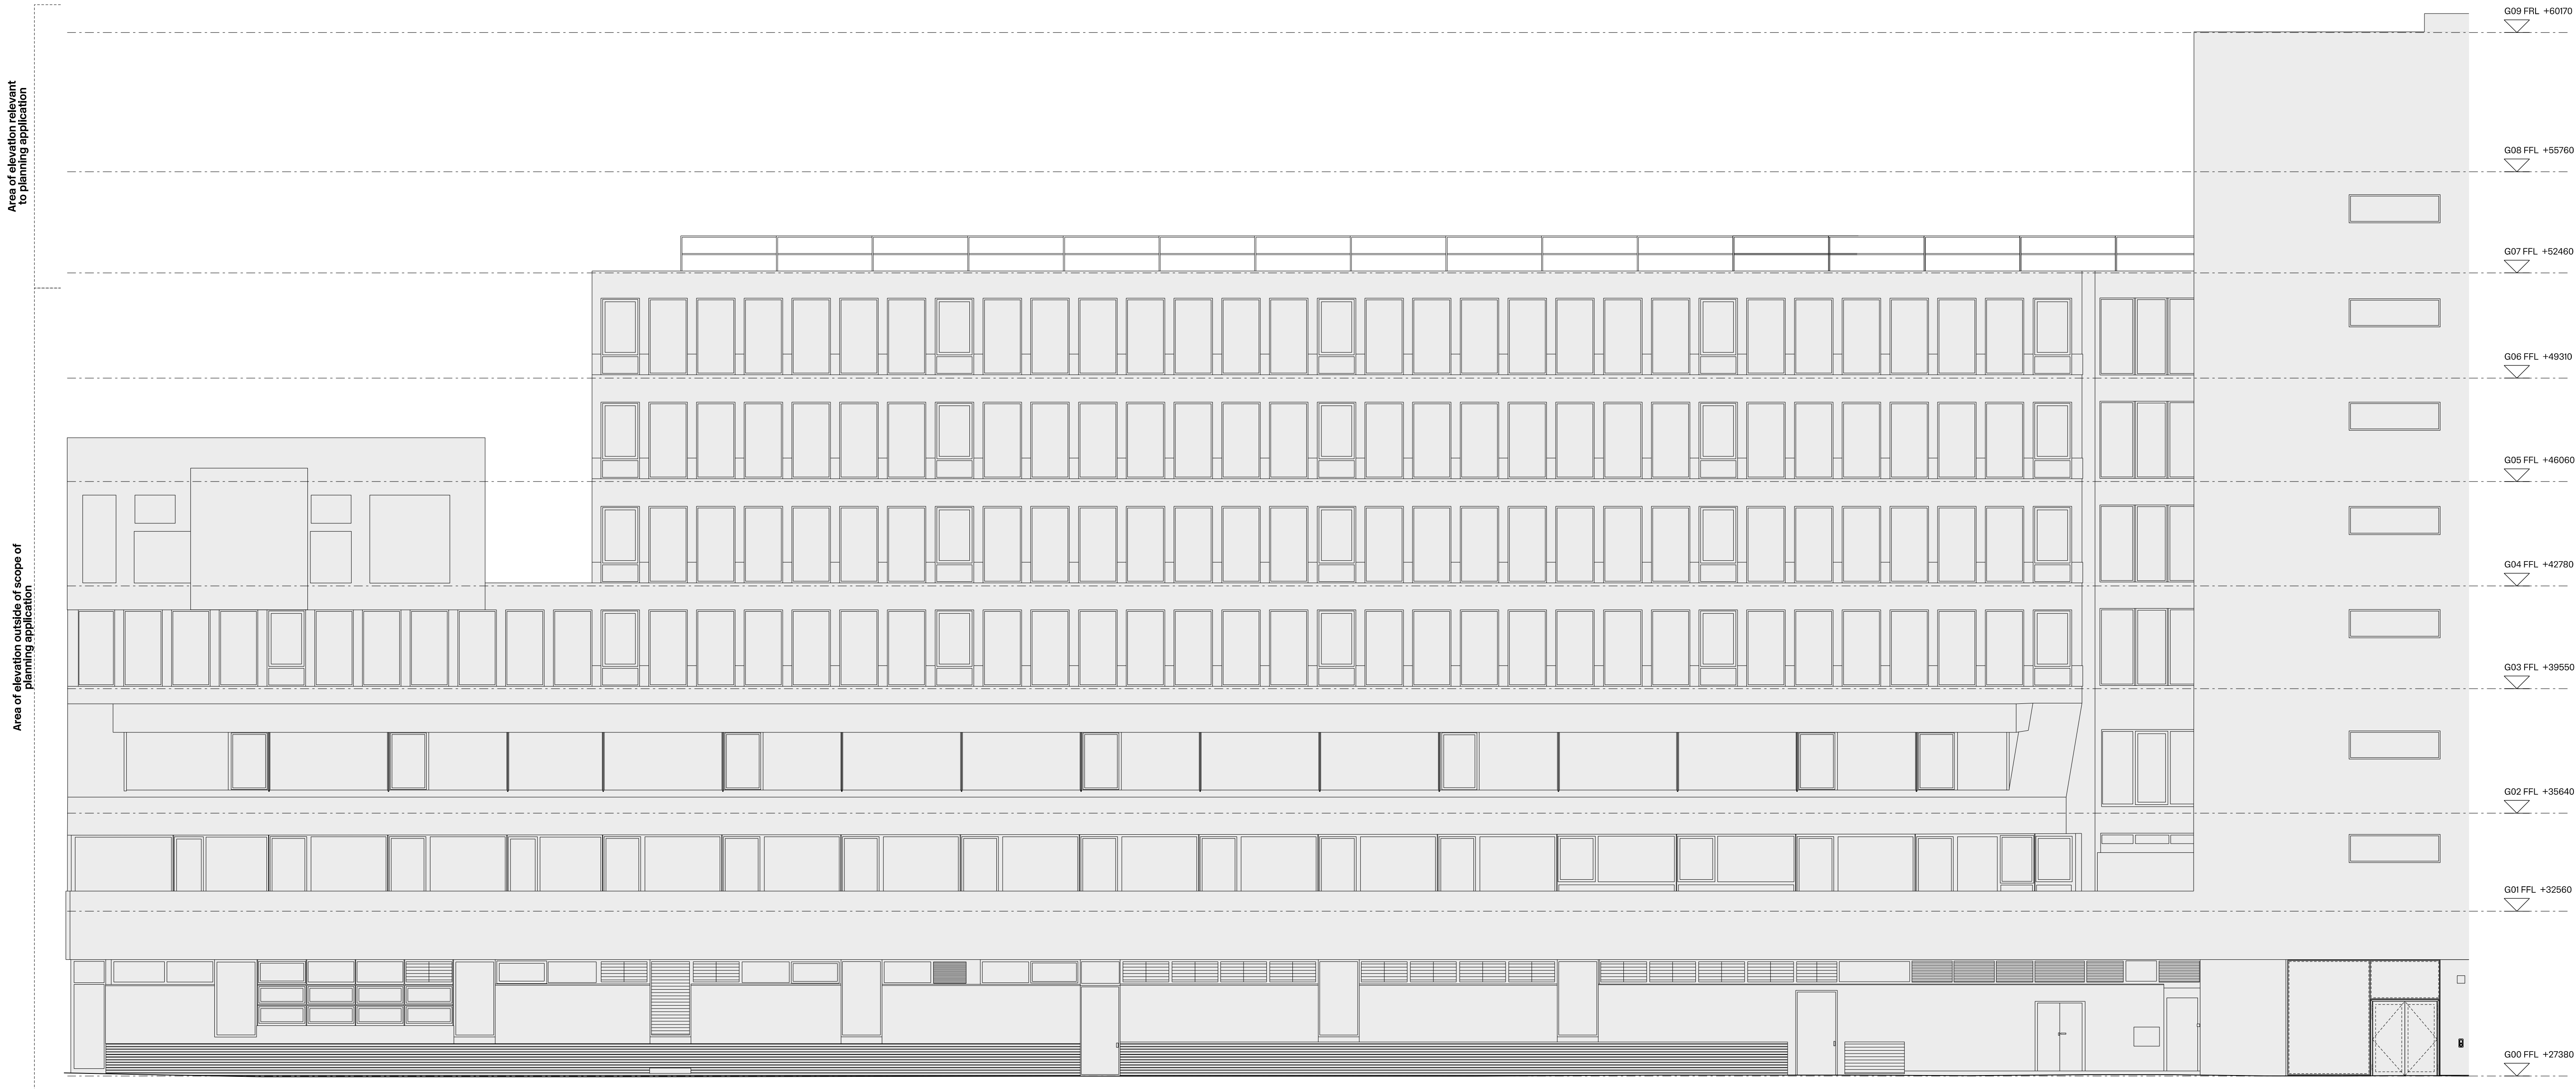 G09 FRL +60170
Area of elevation relevant
to planning application
G08 FFL +55760
G07 FFL +52460
G06 FFL +49310
G05 FFL +46060
Area of elevation outside of scope of
planning application
G04 FFL +42780
G03 FFL +39550
G02 FFL +35640
G01 FFL +32560
G00 FFL +27380